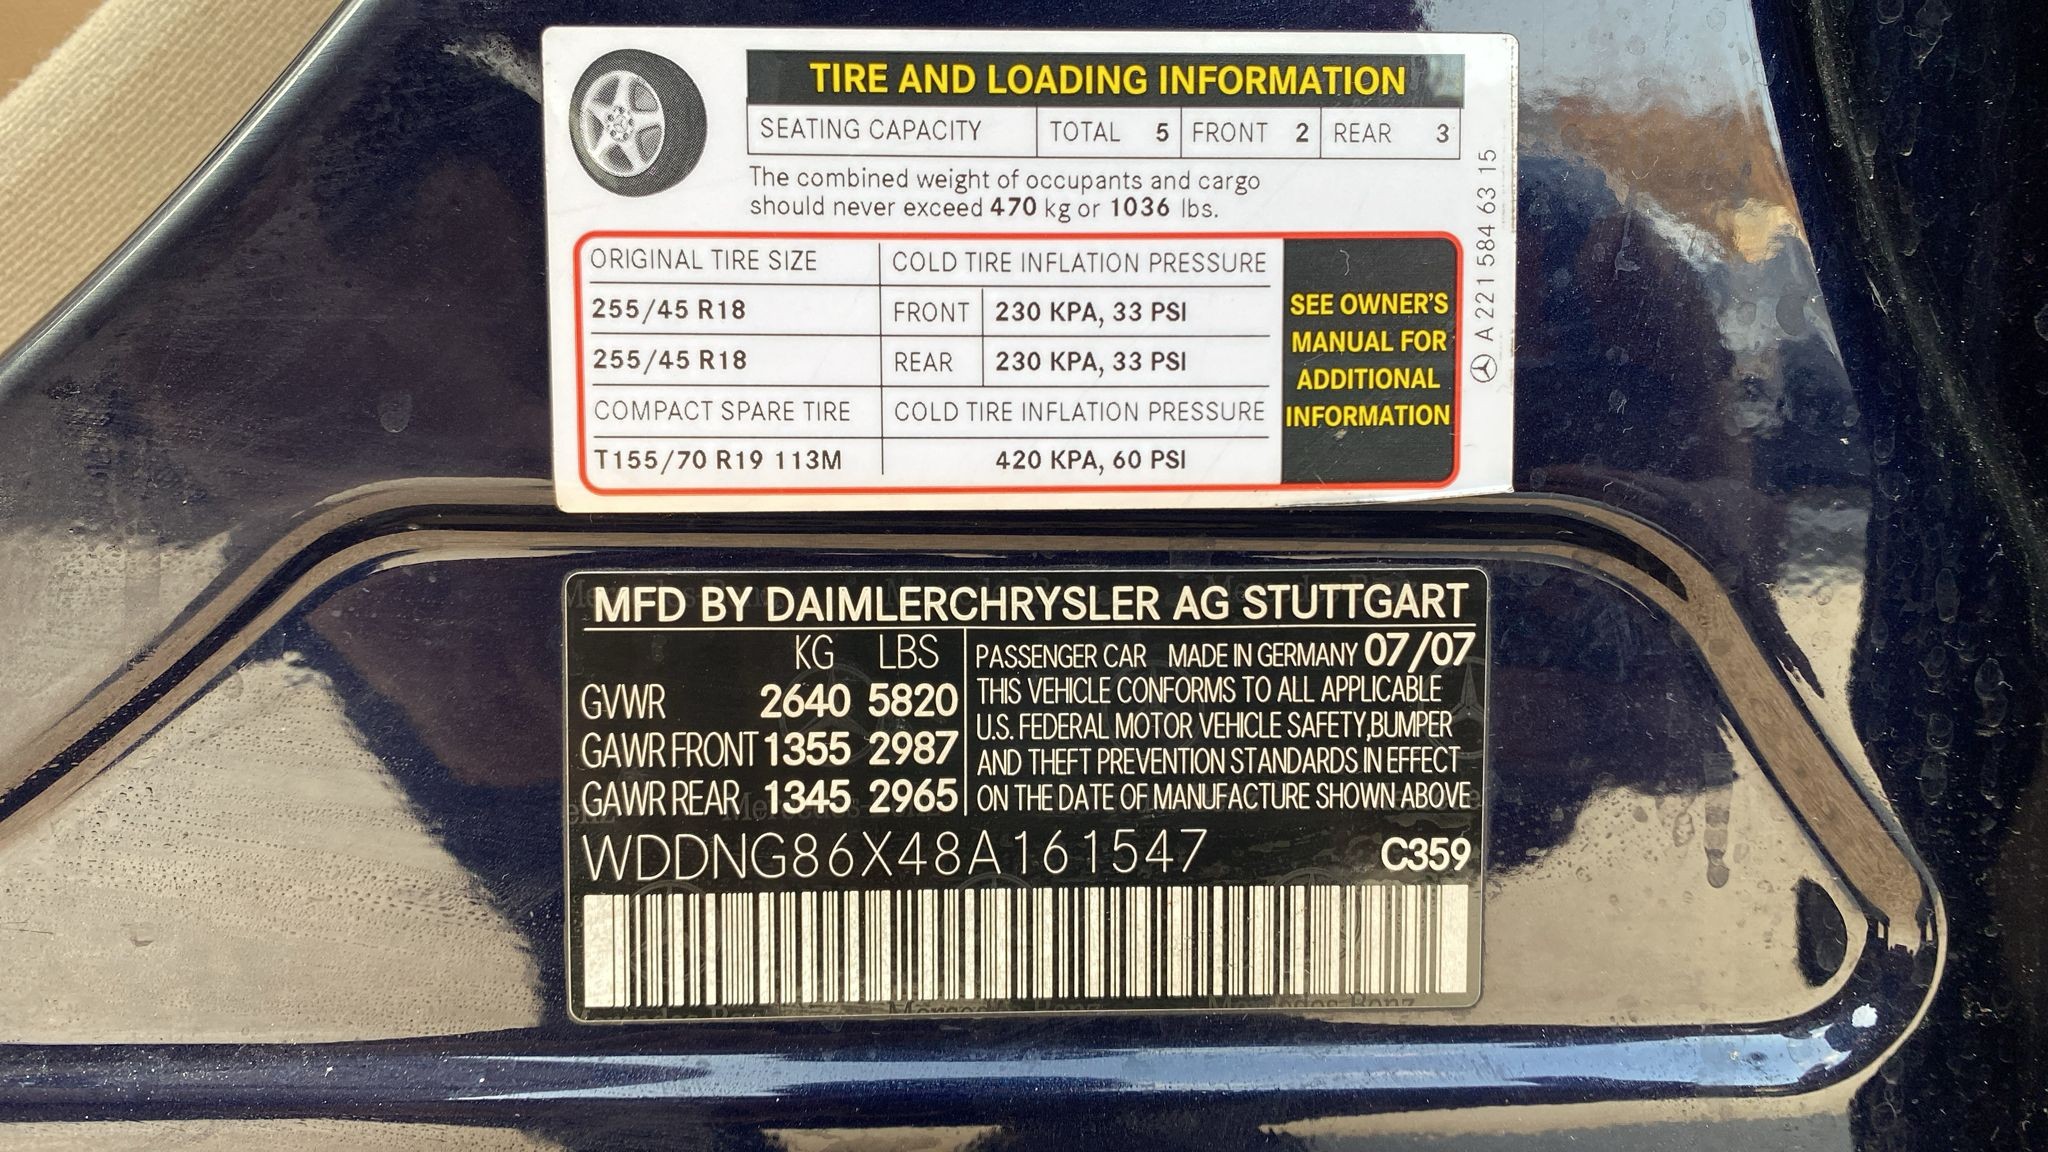 TIRE AND LOADING INFORMATION
SEATING CAPACITY TOTAL 5 FRONT 2 REAR 3
The combined weight of occupants and cargo
should never exceed 470 kg or 1036 lbs.
ORIGINAL TIRE SIZE COLD TIRE INFLATION PRESSURE
255/45 R18 FRONT 230 KPA, 33 PSI
255/45 R18 REAR 230 KPA, 33 PSI
COMPACT SPARE TIRE COLD TIRE INFLATION PRESSURE
T155/70 R19 113M 420 KPA, 60 PSI
SEE OWNER'S
MANUAL FOR
ADDITIONAL
INFORMATION
A 221 584 63 15
MFD BY DAIMLERCHRYSLER AG STUTTGART
KG LBS
GVWR 2640 5820
GAWR FRONT 1355 2987
GAWR REAR 1345 2965
PASSENGER CAR MADE IN GERMANY 07/07
THIS VEHICLE CONFORMS TO ALL APPLICABLE
U.S. FEDERAL MOTOR VEHICLE SAFETY,BUMPER
AND THEFT PREVENTION STANDARDS IN EFFECT
ON THE DATE OF MANUFACTURE SHOWN ABOVE
WDDNG86X48A161547 C359
Mercedes-Benz